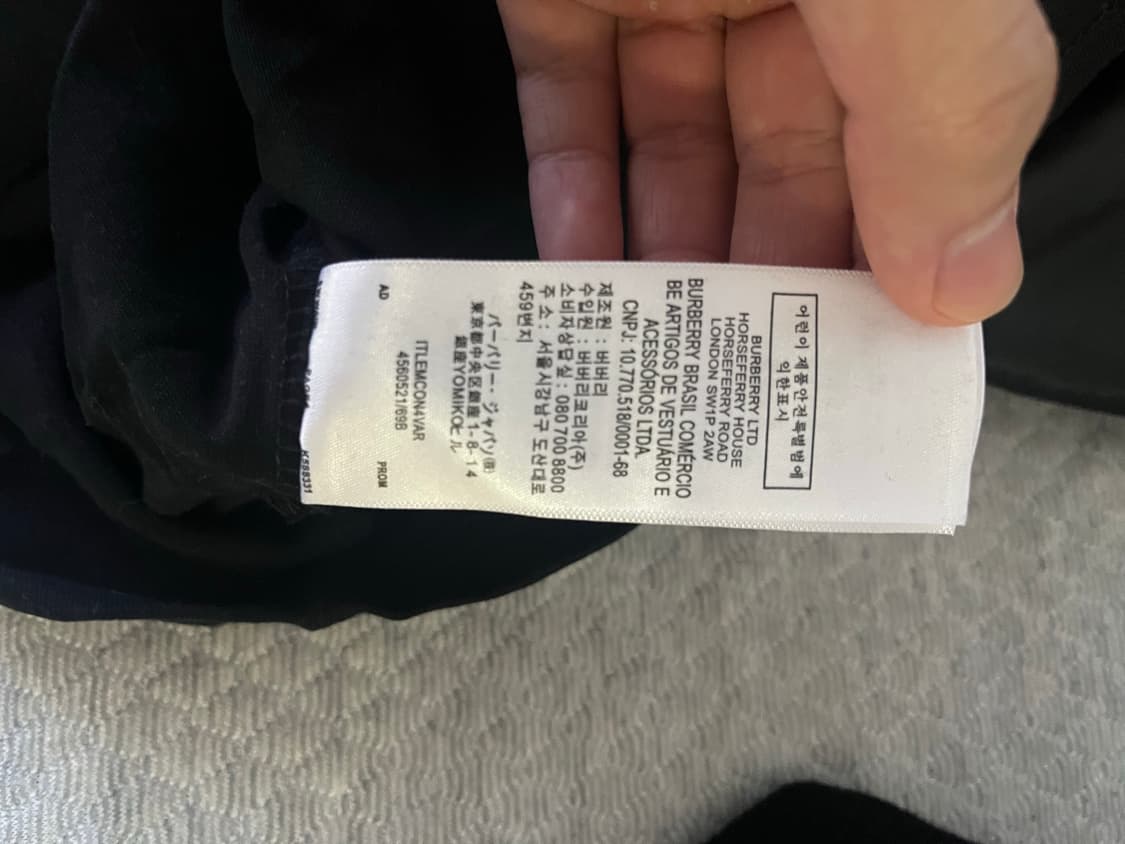 어린이 제품안전특별법에
의한표시
BURBERRY LTD
HORSEFERRY HOUSE
HORSEFERRY ROAD
LONDON SW1P 2AW
BURBERRY BRASIL COMÉRCIO
BE ARTIGOS DE VESTUÁRIO E
ACESSÓRIOS LTDA.
CNPJ: 10.770.518/0001-68
제조원 : 버버리
수입원 : 버버리코리아(주)
소비자상담실 : 080 700 8800
주 소 : 서울시강남구 도산대로
459번지
バーバリー・ジャパン(株)
東京都中央区銀座1-8-14
銀座YOMIKOビル
ITLEMCON4VAR
4560521/69B
AD PROM
K588331